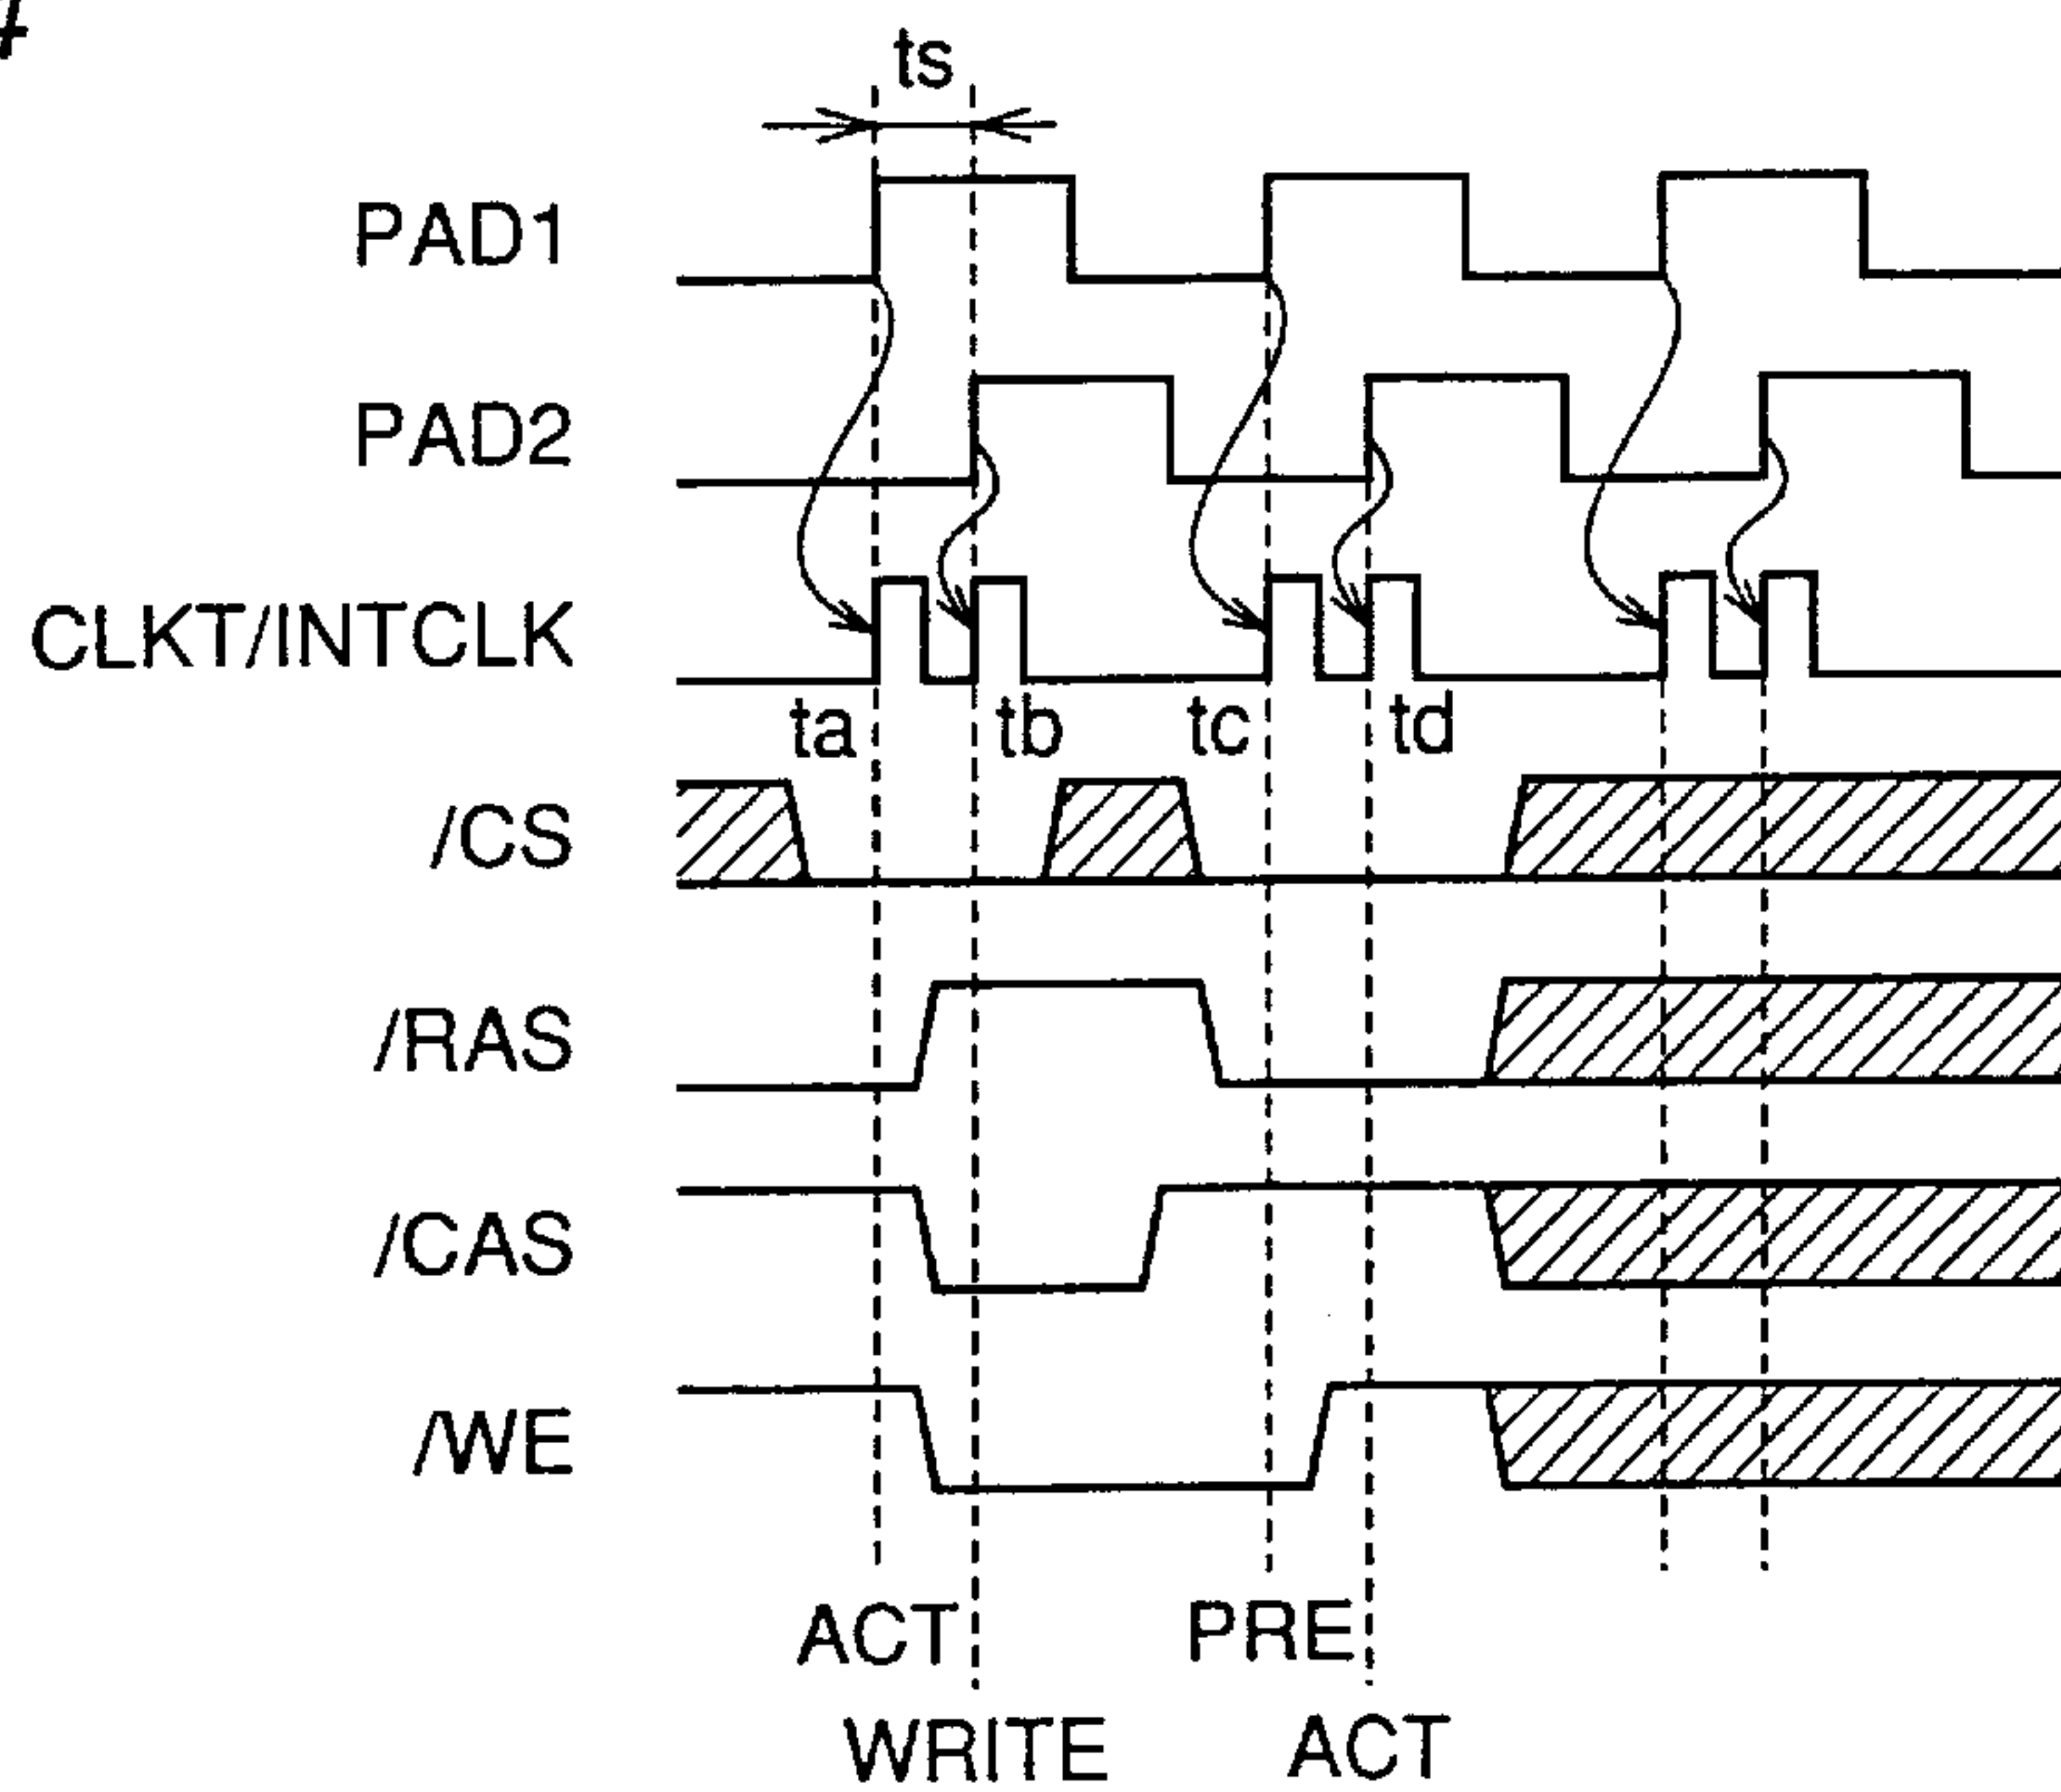 ts
PAD1
PAD2
CLKT/INTCLK
ta tb tc td
/CS
/RAS
/CAS
/WE
ACT PRE
WRITE ACT